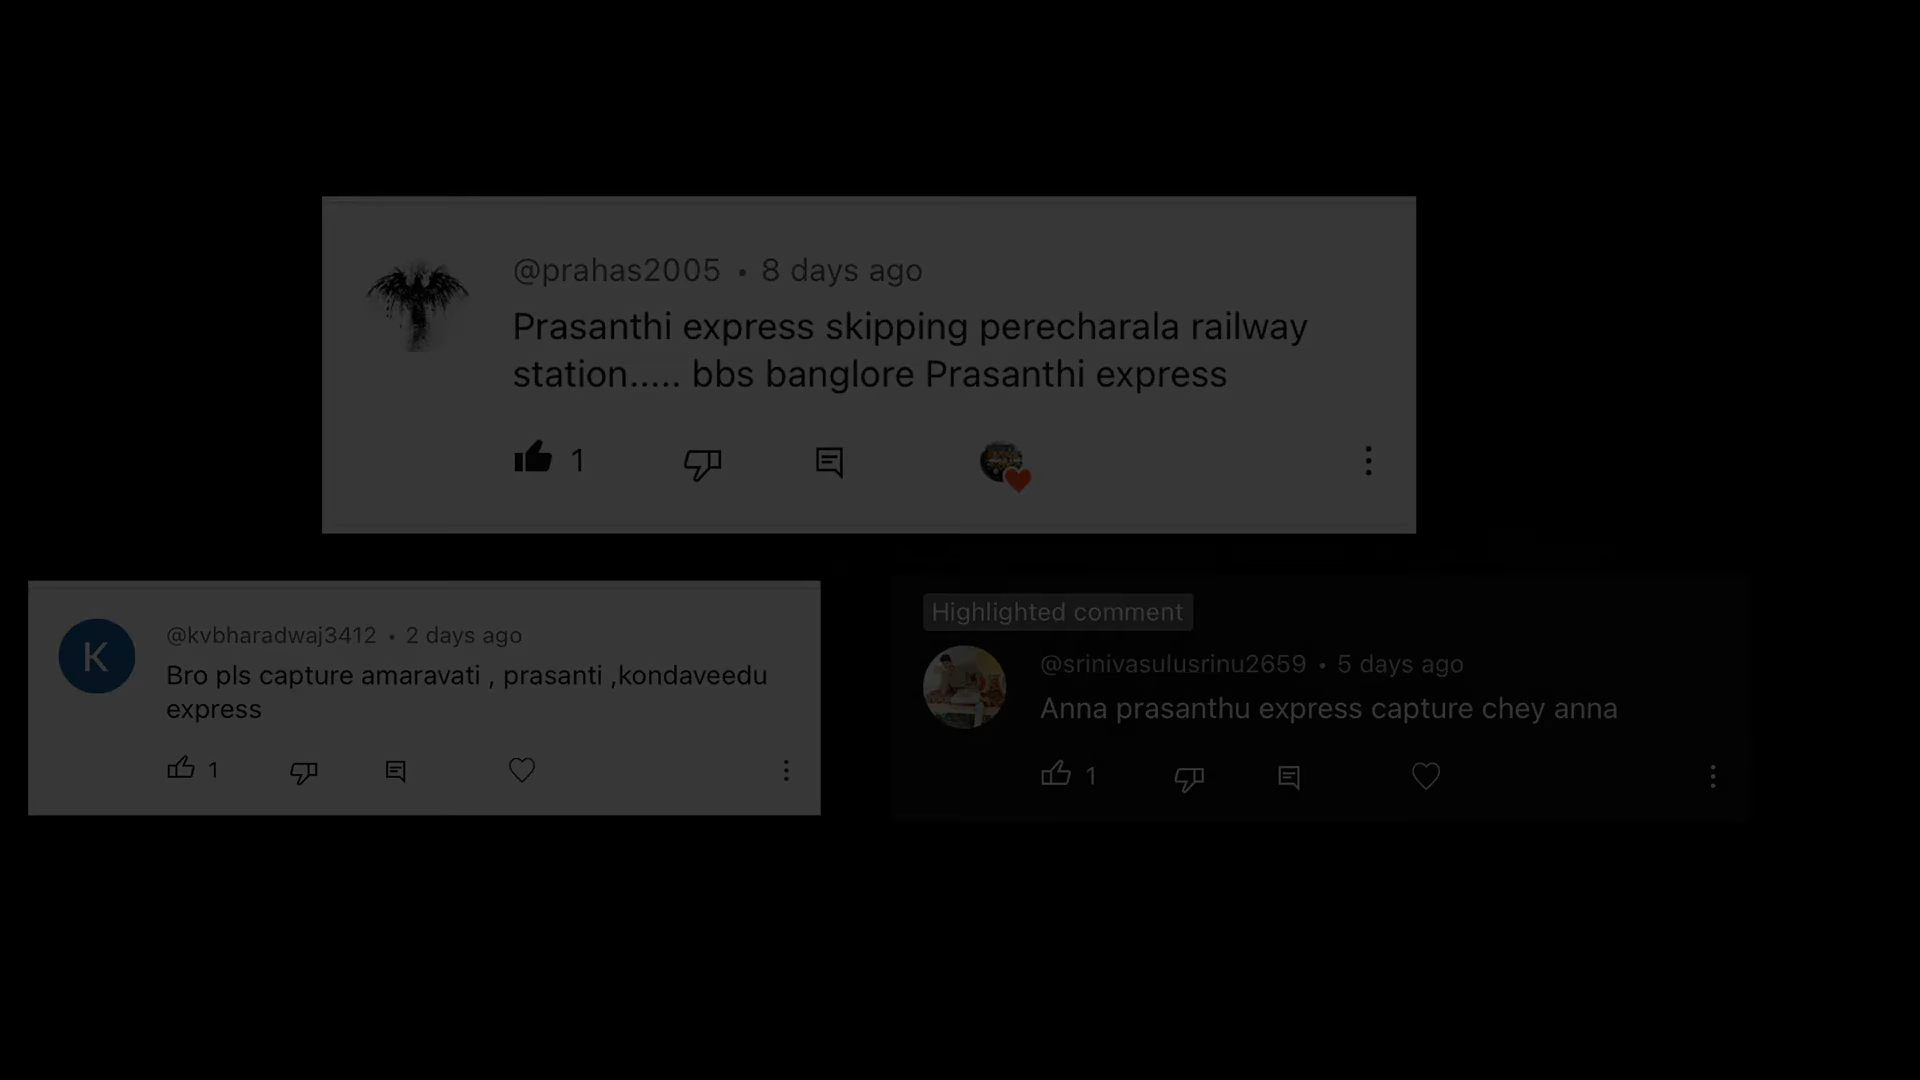 @prahas2005 • 8 days ago
Prasanthi express skipping perecharala railway
station..... bbs banglore Prasanthi express
1
K
@kvbharadwaj3412 • 2 days ago
Bro pls capture amaravati , prasanti ,kondaveedu
express
1
Highlighted comment
@srinivasulusrinu2659 • 5 days ago
Anna prasanthu express capture chey anna
1